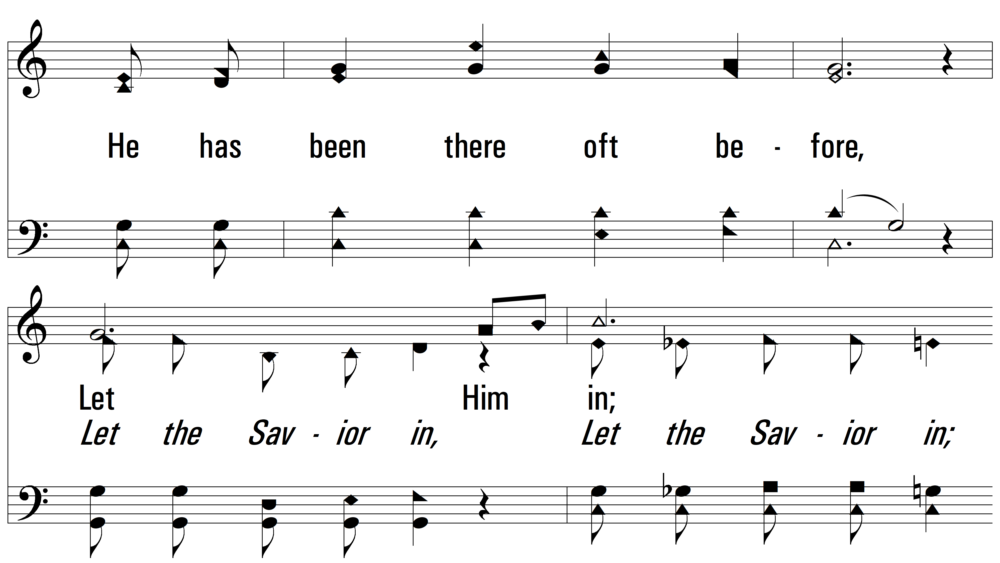 He has been there oft be - fore,
Let Him in;
Let the Sav - ior in, Let the Sav - ior in;